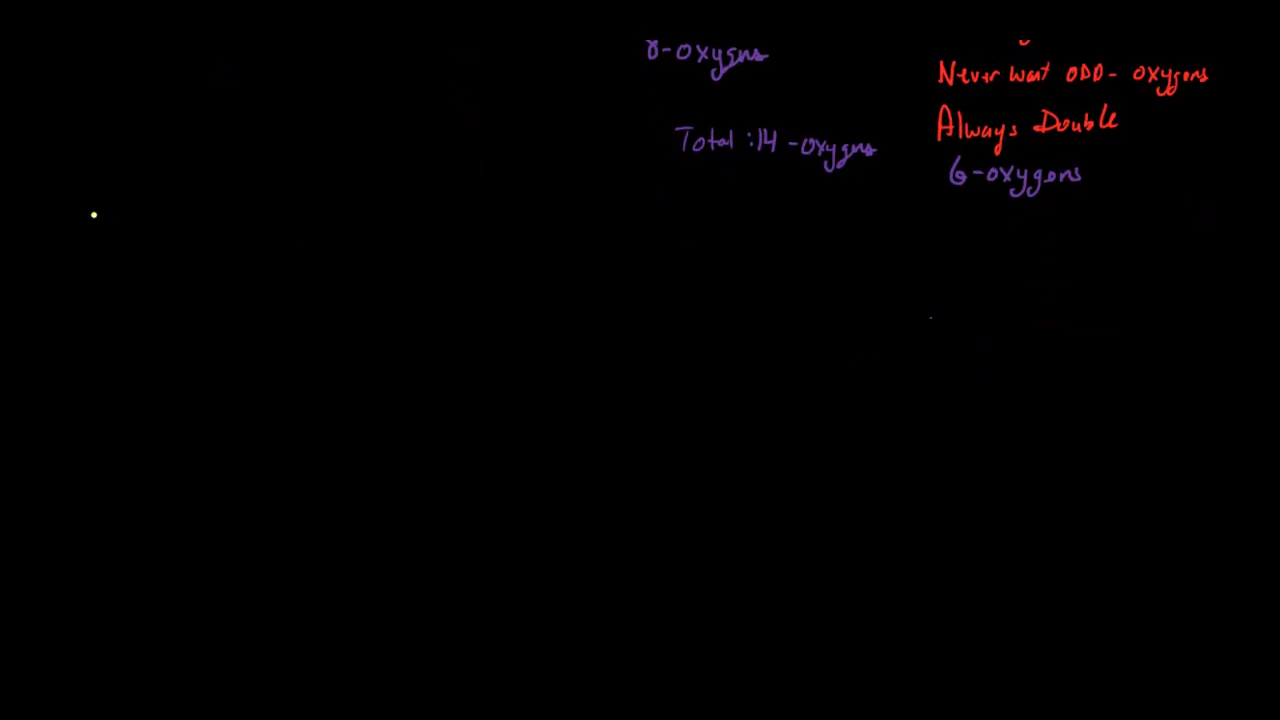 8-oxygens
Total :14 -oxygens
Never want ODD- oxygens
Always Double
6-oxygens